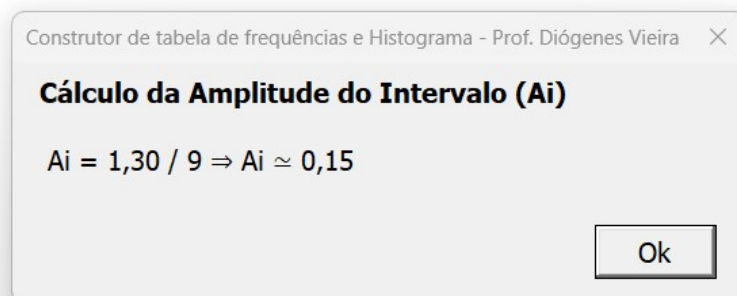 Construtor de tabela de frequências e Histograma - Prof. Diógenes Vieira
Cálculo da Amplitude do Intervalo (Ai)
Ai = 1,30 / 9 ⇒ Ai ≃ 0,15
Ok